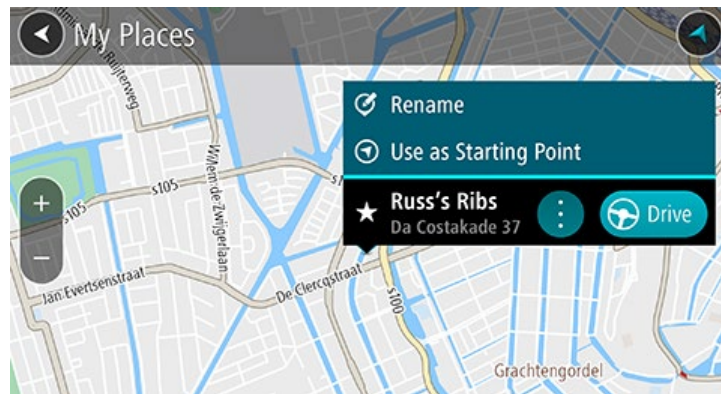 My Places
Rename
Use as Starting Point
Russ's Ribs
Da Costakade 37
Drive
Ruijterweg
Willem de Zwijgerlaan
s105
s105
+
−
Jan Evertsenstraat
De Clercqstraat
s100
Grachtengordel